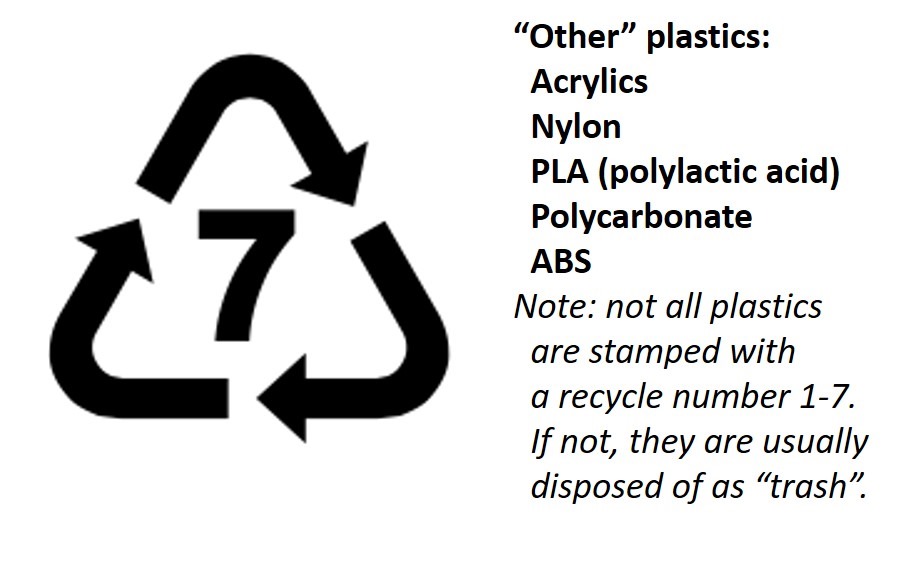 7
“Other” plastics:
Acrylics
Nylon
PLA (polylactic acid)
Polycarbonate
ABS
Note: not all plastics
are stamped with
a recycle number 1-7.
If not, they are usually
disposed of as “trash”.